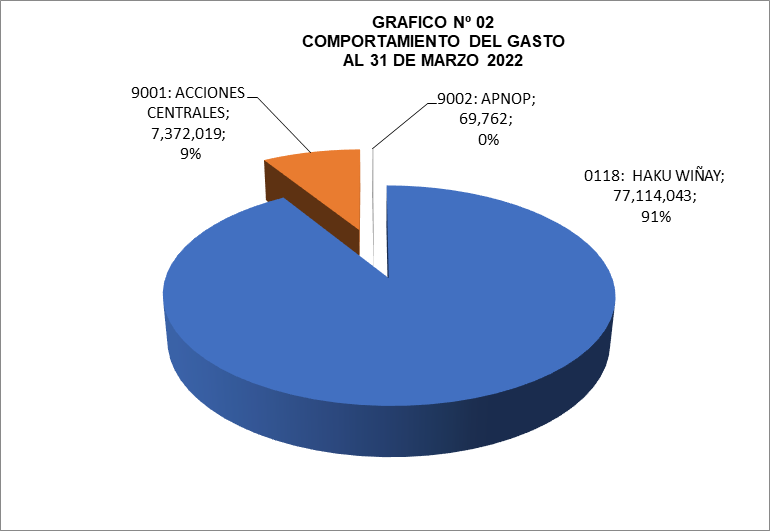 GRAFICO Nº 02
COMPORTAMIENTO DEL GASTO
AL 31 DE MARZO 2022
9001: ACCIONES
CENTRALES;
7,372,019;
9%
9002: APNOP;
69,762;
0%
0118: HAKU WIÑAY;
77,114,043;
91%